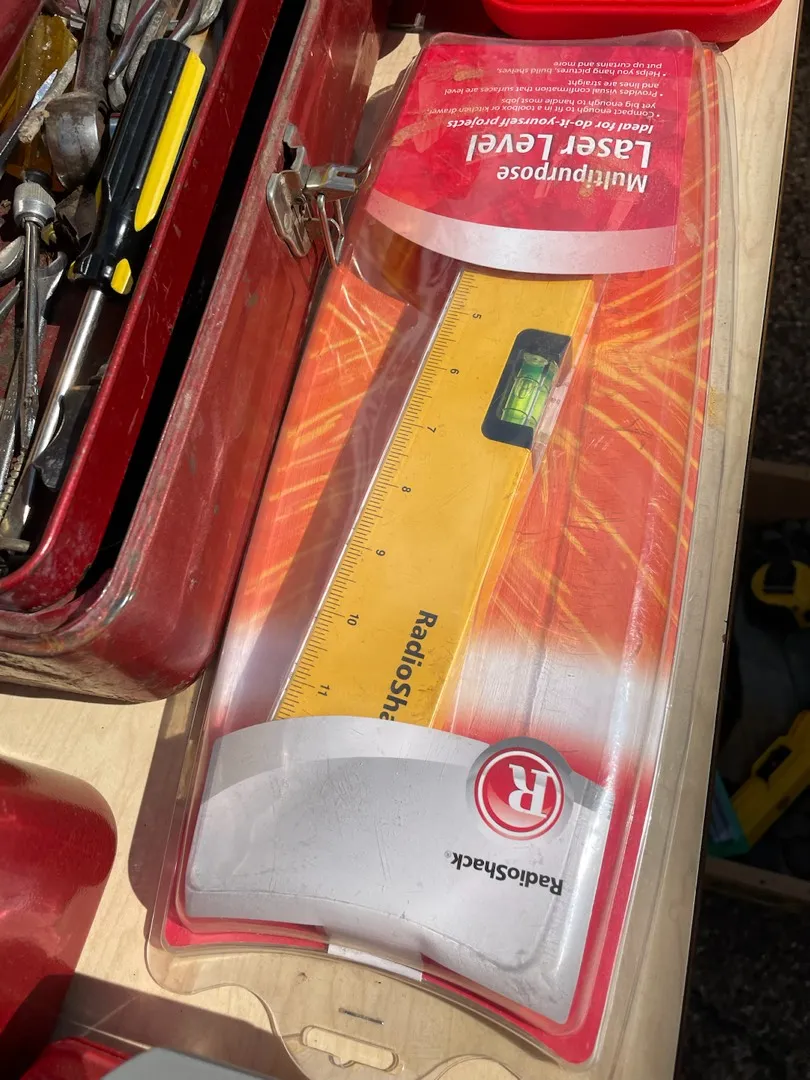 RadioShack®
R
RadioSha
11
10
9
8
7
6
5
Multipurpose
Laser Level
Ideal for do-it-yourself projects
• Compact enough to fit in a toolbox or kitchen drawer,
yet big enough to handle most jobs
• Provides visual confirmation that surfaces are level
and lines are straight
• Helps you hang pictures, build shelves,
put up curtains and more